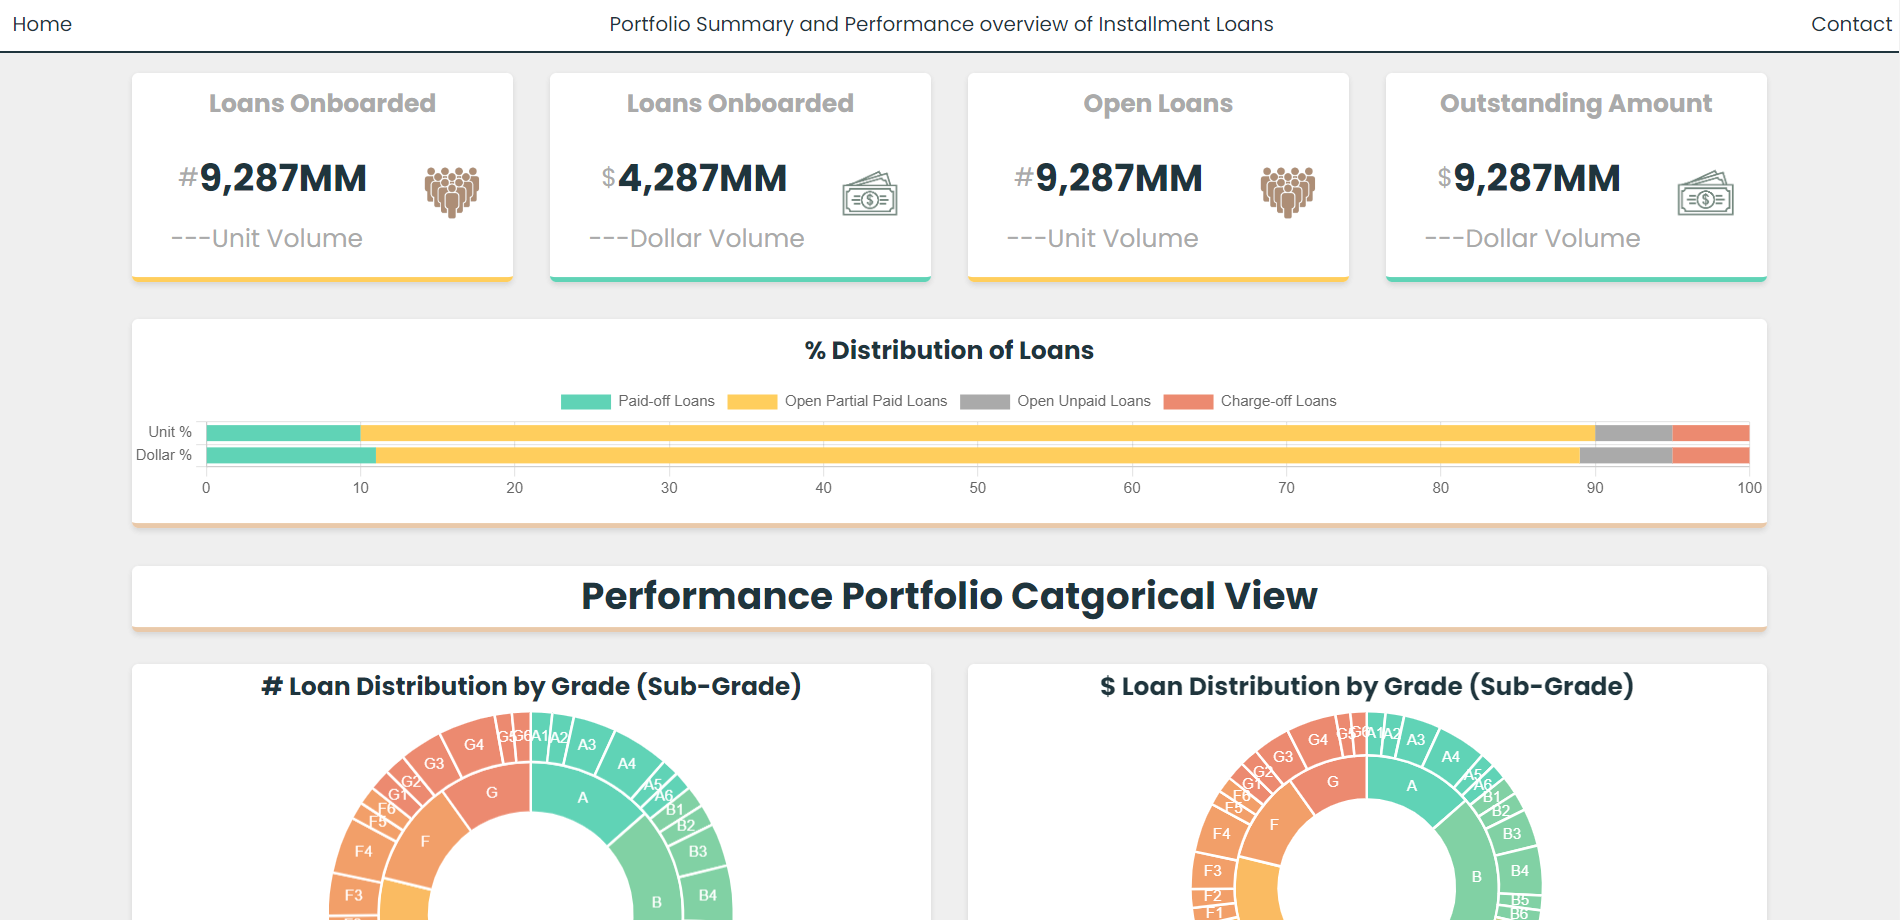 Home
Portfolio Summary and Performance overview of Installment Loans
Contact
Loans Onboarded
#9,287MM
---Unit Volume
Loans Onboarded
$4,287MM
---Dollar Volume
Open Loans
#9,287MM
---Unit Volume
Outstanding Amount
$9,287MM
---Dollar Volume
% Distribution of Loans
Paid-off Loans
Open Partial Paid Loans
Open Unpaid Loans
Charge-off Loans
Unit %
Dollar %
0 10 20 30 40 50 60 70 80 90 100
Performance Portfolio Catgorical View
# Loan Distribution by Grade (Sub-Grade)
A
A1
A2
A3
A4
A5
A6
B
B1
B2
B3
B4
F3
F4
F5
F6
F
G1
G2
G3
G4
G5
G6
G
$ Loan Distribution by Grade (Sub-Grade)
A
A1
A2
A3
A4
A5
A6
B
B1
B2
B3
B4
B5
B6
F1
F2
F3
F4
F5
F6
F
G1
G2
G3
G4
G5
G6
G